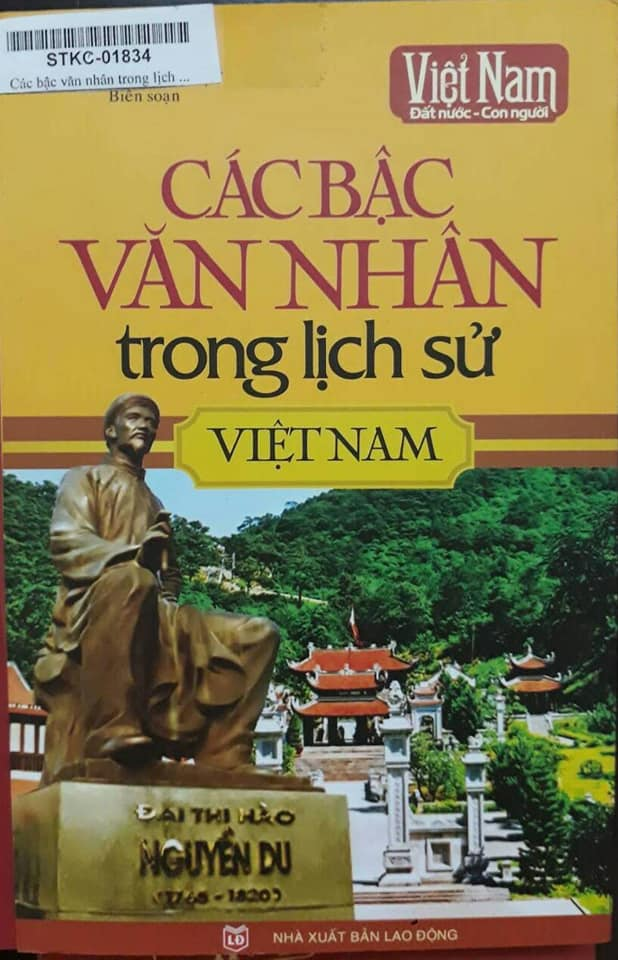 STKC-01834
Các bậc văn nhân trong lịch ...
Biên soạn
Việt Nam
Đất nước - Con người
CÁC BẬC
VĂN NHÂN
trong lịch sử
VIỆT NAM
ĐẠI THI HÀO
NGUYỄN DU
(1765 - 1820)
LĐ
NHÀ XUẤT BẢN LAO ĐỘNG